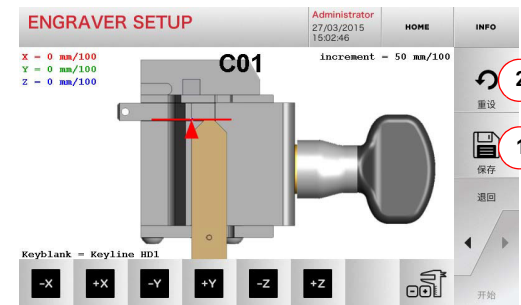 ENGRAVER SETUP
Administrator
27/03/2015
15:02:46
HOME
INFO
X = 0 mm/100
Y = 0 mm/100
Z = 0 mm/100
C01
increment = 50 mm/100
2
重设
1
保存
退回
Keyblank = Keyline HD1
-X
+X
-Y
+Y
-Z
+Z
开始